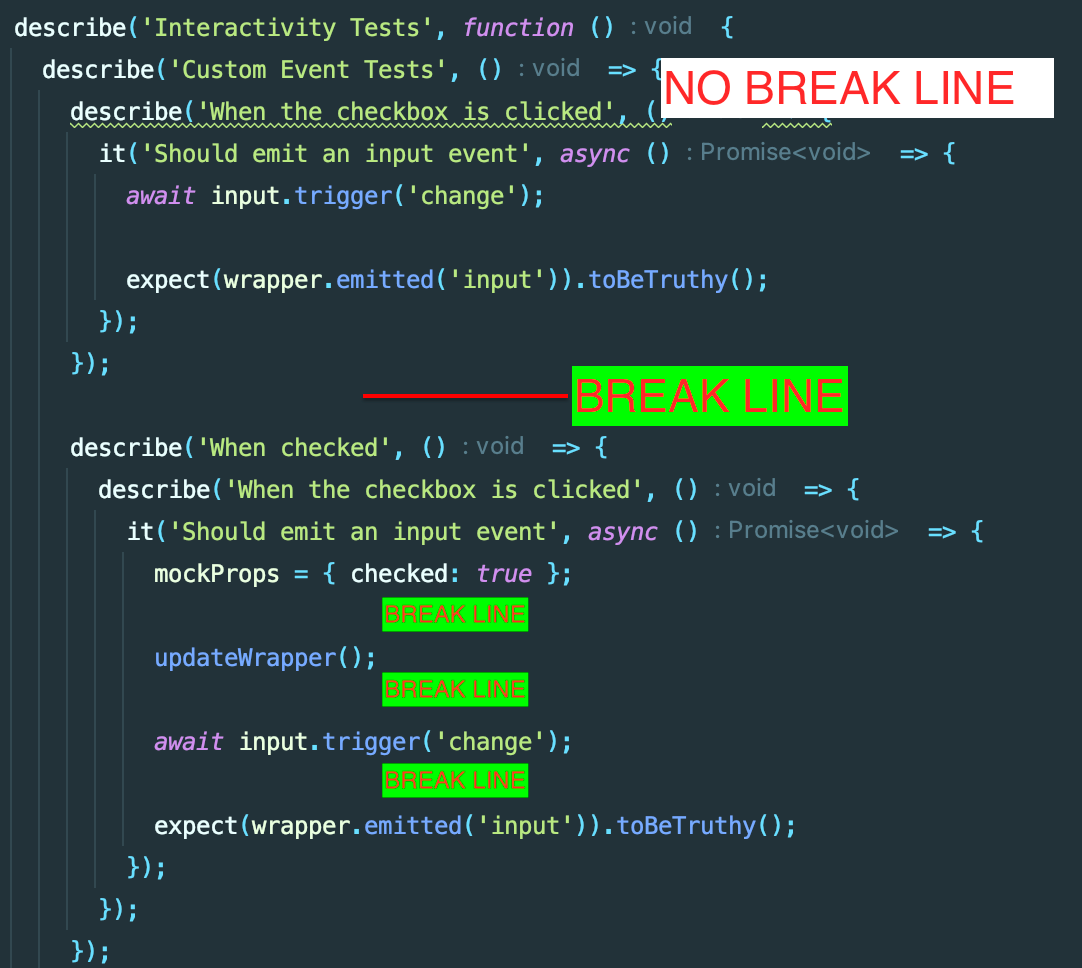 describe('Interactivity Tests', function () : void {
describe('Custom Event Tests', () : void => {
NO BREAK LINE
describe('When the checkbox is clicked', ()
it('Should emit an input event', async () : Promise<void> => {
await input.trigger('change');
expect(wrapper.emitted('input')).toBeTruthy();
});
});
BREAK LINE
describe('When checked', () : void => {
describe('When the checkbox is clicked', () : void => {
it('Should emit an input event', async () : Promise<void> => {
mockProps = { checked: true };
BREAK LINE
updateWrapper();
BREAK LINE
await input.trigger('change');
BREAK LINE
expect(wrapper.emitted('input')).toBeTruthy();
});
});
});